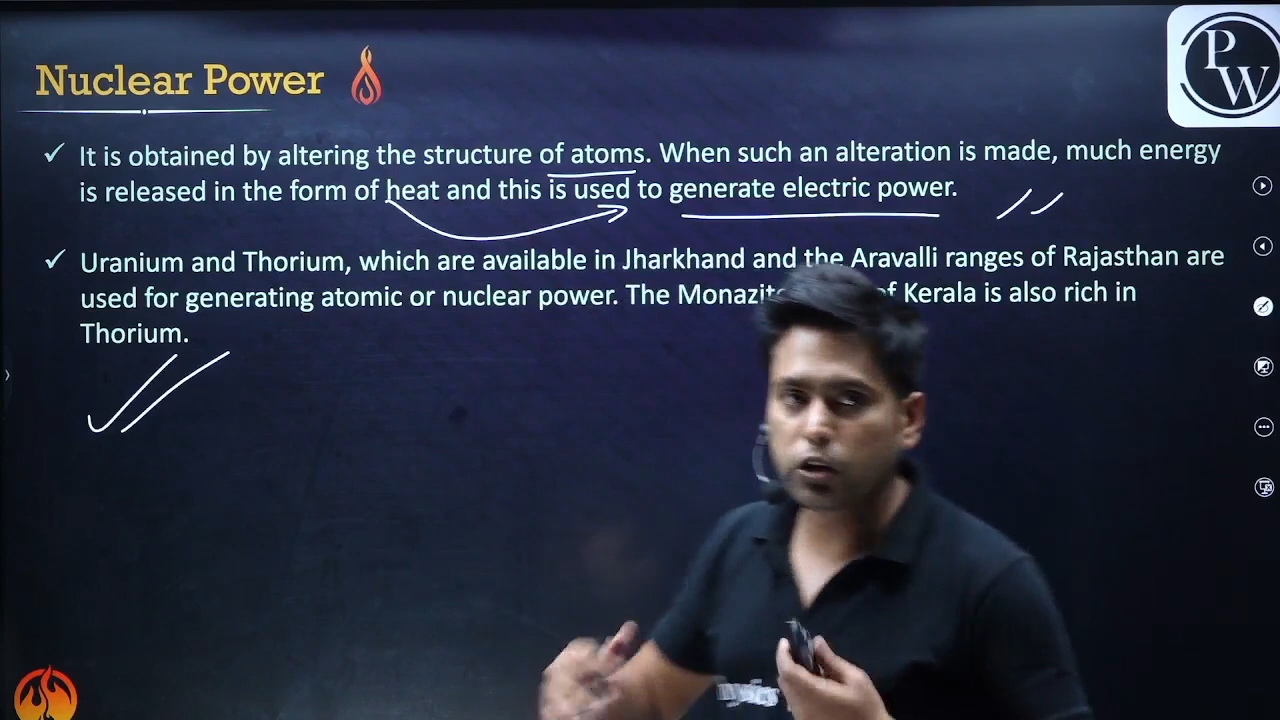 Nuclear Power
PW
✓ It is obtained by altering the structure of atoms. When such an alteration is made, much energy
is released in the form of heat and this is used to generate electric power.
✓ Uranium and Thorium, which are available in Jharkhand and the Aravalli ranges of Rajasthan are
used for generating atomic or nuclear power. The Monazite of Kerala is also rich in
Thorium.